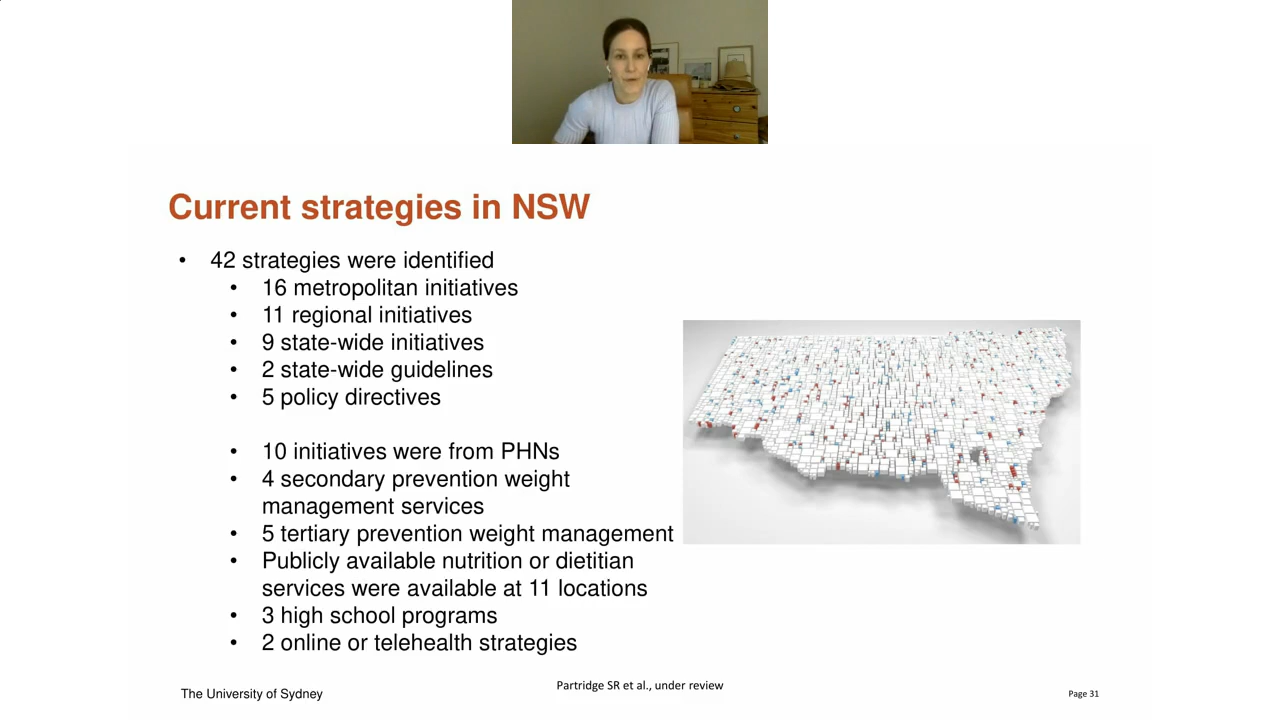 Current strategies in NSW
• 42 strategies were identified
• 16 metropolitan initiatives
• 11 regional initiatives
• 9 state-wide initiatives
• 2 state-wide guidelines
• 5 policy directives
• 10 initiatives were from PHNs
• 4 secondary prevention weight
management services
• 5 tertiary prevention weight management
• Publicly available nutrition or dietitian
services were available at 11 locations
• 3 high school programs
• 2 online or telehealth strategies
The University of Sydney
Partridge SR et al., under review
Page 31